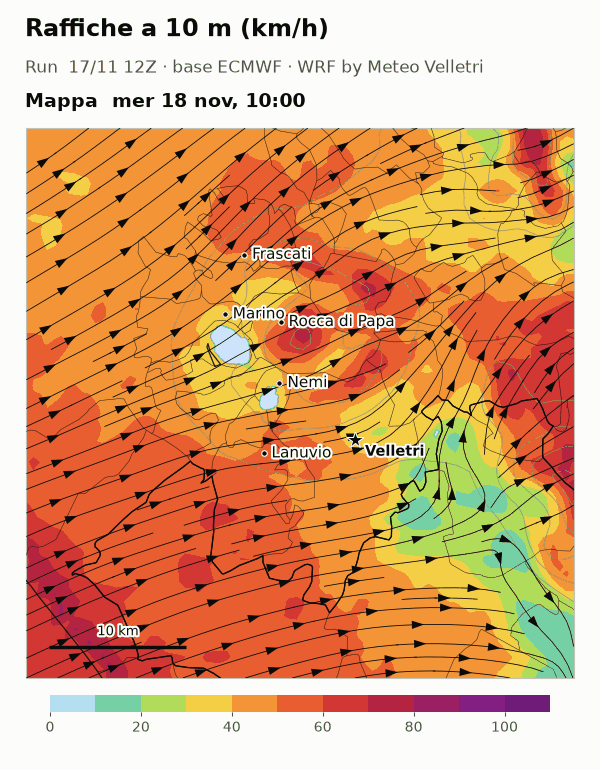 Raffiche a 10 m (km/h)
Run  17/11 12Z · base ECMWF · WRF by Meteo Velletri
Mappa  mer 18 nov, 10:00
Frascati
Marino
Rocca di Papa
Nemi
Velletri
Lanuvio
10 km
0 20 40 60 80 100